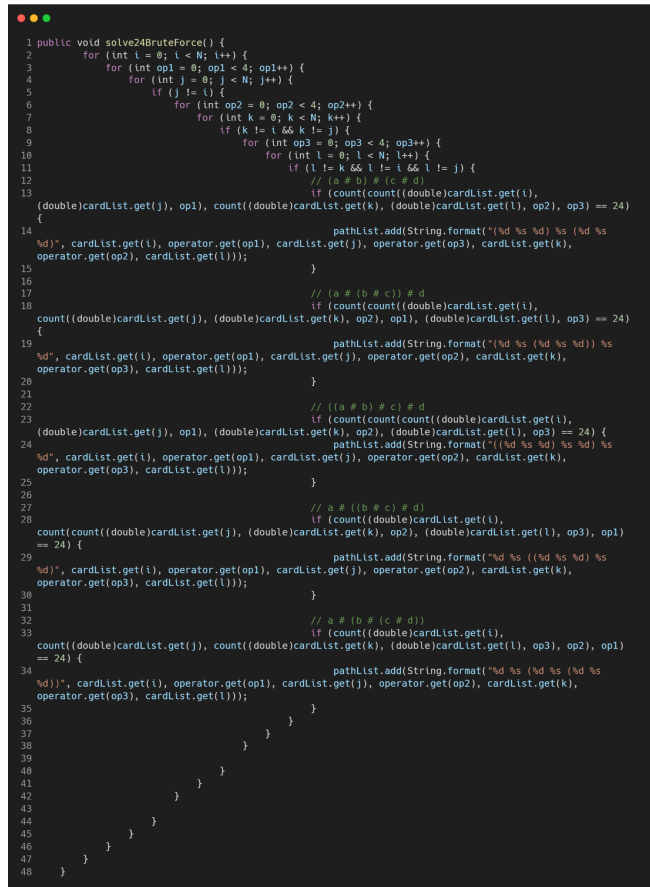 1 public void solve24BruteForce() {
2 for (int i = 0; i < N; i++) {
3 for (int op1 = 0; op1 < 4; op1++) {
4 for (int j = 0; j < N; j++) {
5 if (j != i) {
6 for (int op2 = 0; op2 < 4; op2++) {
7 for (int k = 0; k < N; k++) {
8 if (k != i && k != j) {
9 for (int op3 = 0; op3 < 4; op3++) {
10 for (int l = 0; l < N; l++) {
11 if (l != k && l != i && l != j) {
12 // (a # b) # (c # d)
13 if (count(count((double)cardList.get(i),
(double)cardList.get(j), op1), count((double)cardList.get(k), (double)cardList.get(l), op2), op3) == 24)
{
14 pathList.add(String.format("(%d %s %d) %s (%d %s
%d)", cardList.get(i), operator.get(op1), cardList.get(j), operator.get(op3), cardList.get(k),
operator.get(op2), cardList.get(l)));
15 }
16
17 // (a # (b # c)) # d
18 if (count(count((double)cardList.get(i),
count((double)cardList.get(j), (double)cardList.get(k), op2), op1), (double)cardList.get(l), op3) == 24)
{
19 pathList.add(String.format("(%d %s (%d %s %d)) %s
%d", cardList.get(i), operator.get(op1), cardList.get(j), operator.get(op2), cardList.get(k),
operator.get(op3), cardList.get(l)));
20 }
21
22 // ((a # b) # c) # d
23 if (count(count(count((double)cardList.get(i),
(double)cardList.get(j), op1), (double)cardList.get(k), op2), (double)cardList.get(l), op3) == 24) {
24 pathList.add(String.format("((%d %s %d) %s %d) %s
%d", cardList.get(i), operator.get(op1), cardList.get(j), operator.get(op2), cardList.get(k),
operator.get(op3), cardList.get(l)));
25 }
26
27 // a # ((b # c) # d)
28 if (count((double)cardList.get(i),
count(count((double)cardList.get(j), (double)cardList.get(k), op2), (double)cardList.get(l), op3), op1)
== 24) {
29 pathList.add(String.format("%d %s ((%d %s %d) %s
%d)", cardList.get(i), operator.get(op1), cardList.get(j), operator.get(op2), cardList.get(k),
operator.get(op3), cardList.get(l)));
30 }
31
32 // a # (b # (c # d))
33 if (count((double)cardList.get(i),
count((double)cardList.get(j), count((double)cardList.get(k), (double)cardList.get(l), op3), op2), op1)
== 24) {
34 pathList.add(String.format("%d %s (%d %s (%d %s
%d))", cardList.get(i), operator.get(op1), cardList.get(j), operator.get(op2), cardList.get(k),
operator.get(op3), cardList.get(l)));
35 }
36 }
37 }
38 }
39
40 }
41 }
42 }
43
44 }
45 }
46 }
47 }
48 }